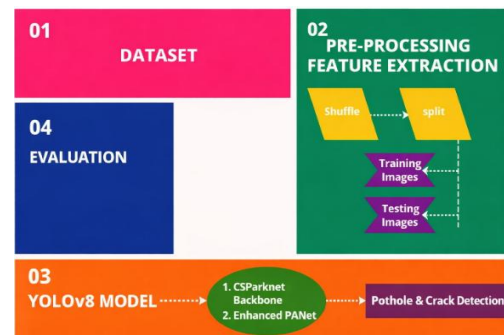 01
DATASET
02
PRE-PROCESSING
FEATURE EXTRACTION
Shuffle
split
Training
Images
Testing
Images
04
EVALUATION
03
YOLOv8 MODEL
1. CSParknet
Backbone
2. Enhanced PANet
Pothole & Crack Detection